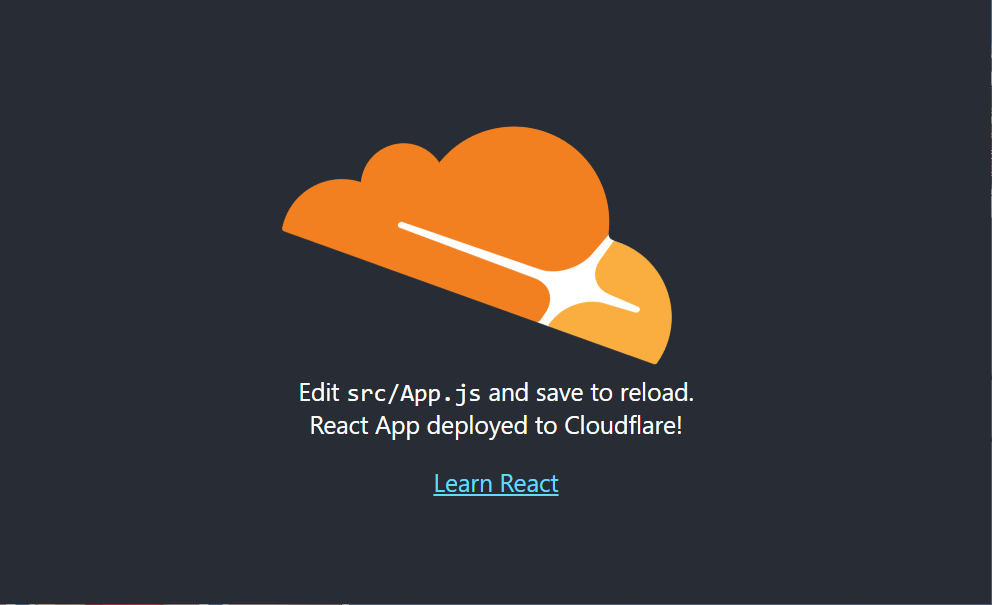 Edit src/App.js and save to reload.
React App deployed to Cloudflare!
Learn React